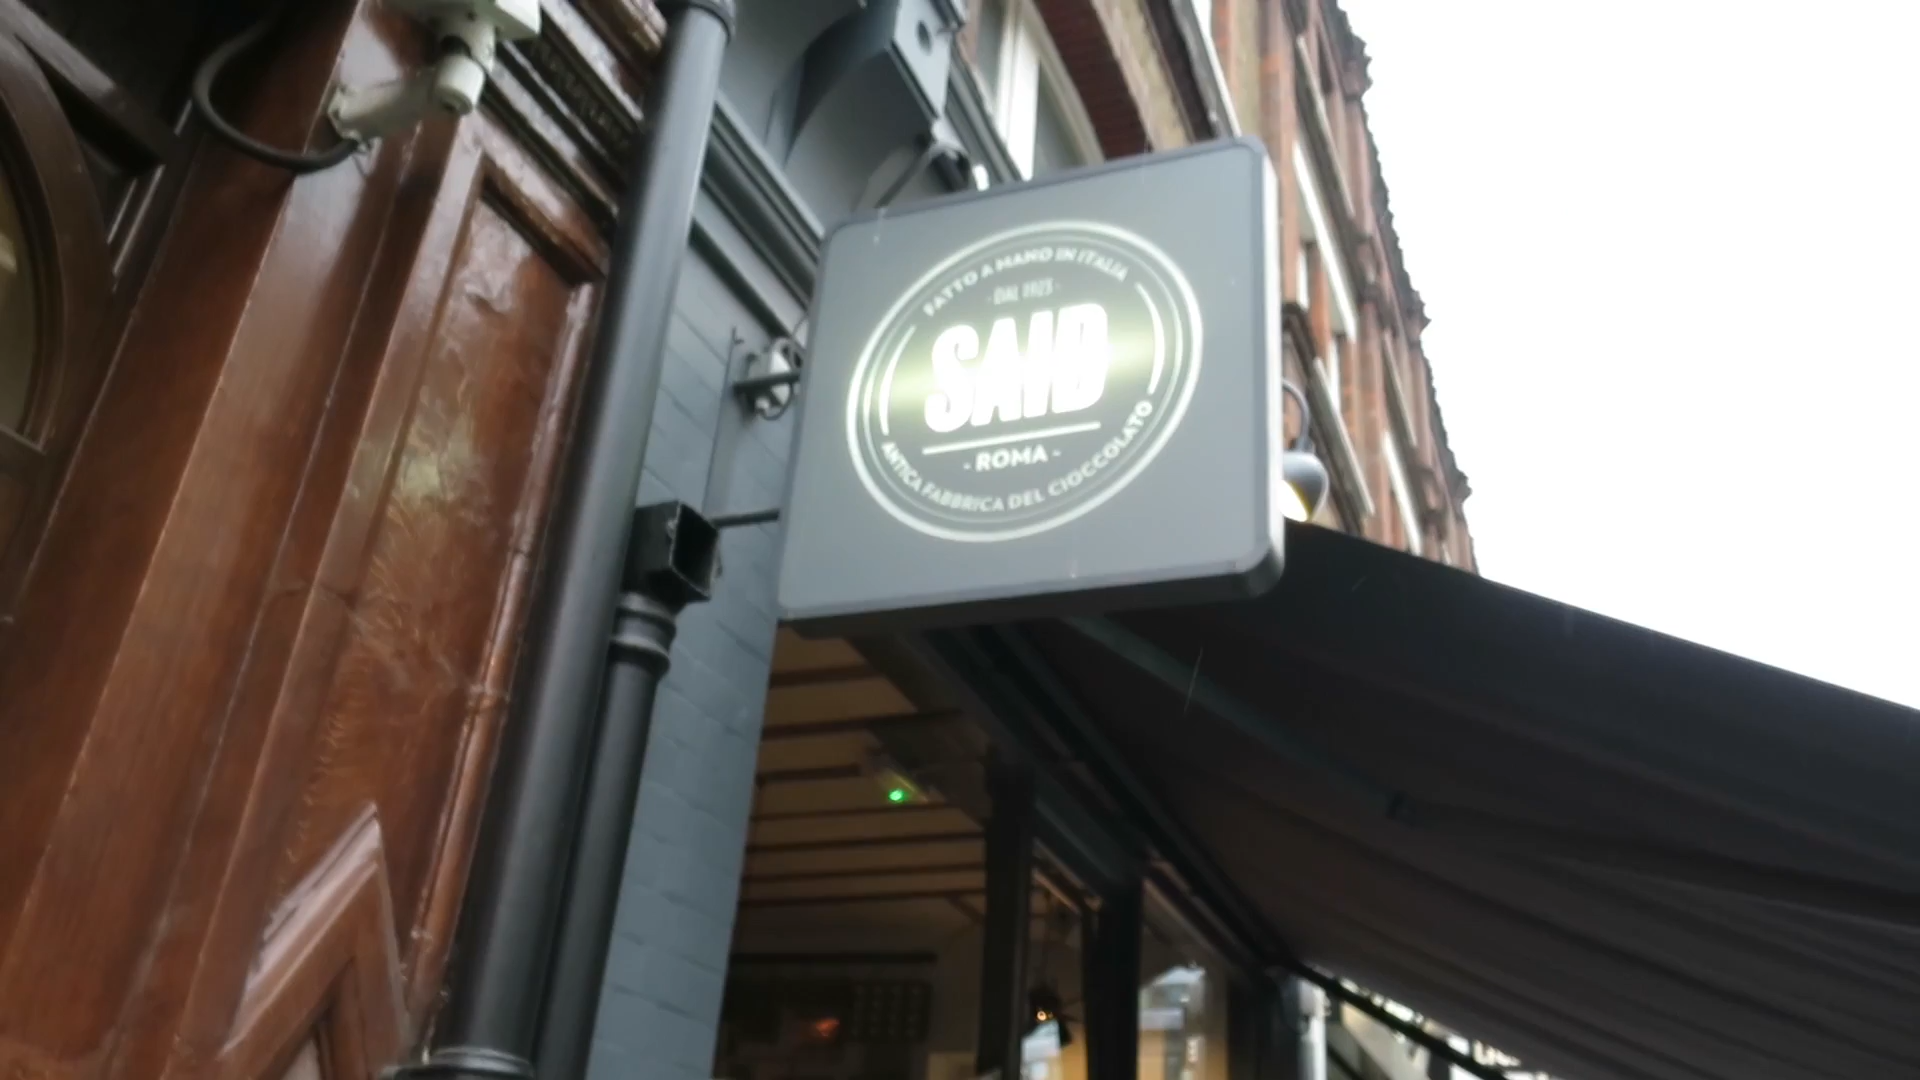 FATTO A MANO IN ITALIA
- DAL 1923 -
SAID
- ROMA -
ANTICA FABBRICA DEL CIOCCOLATO